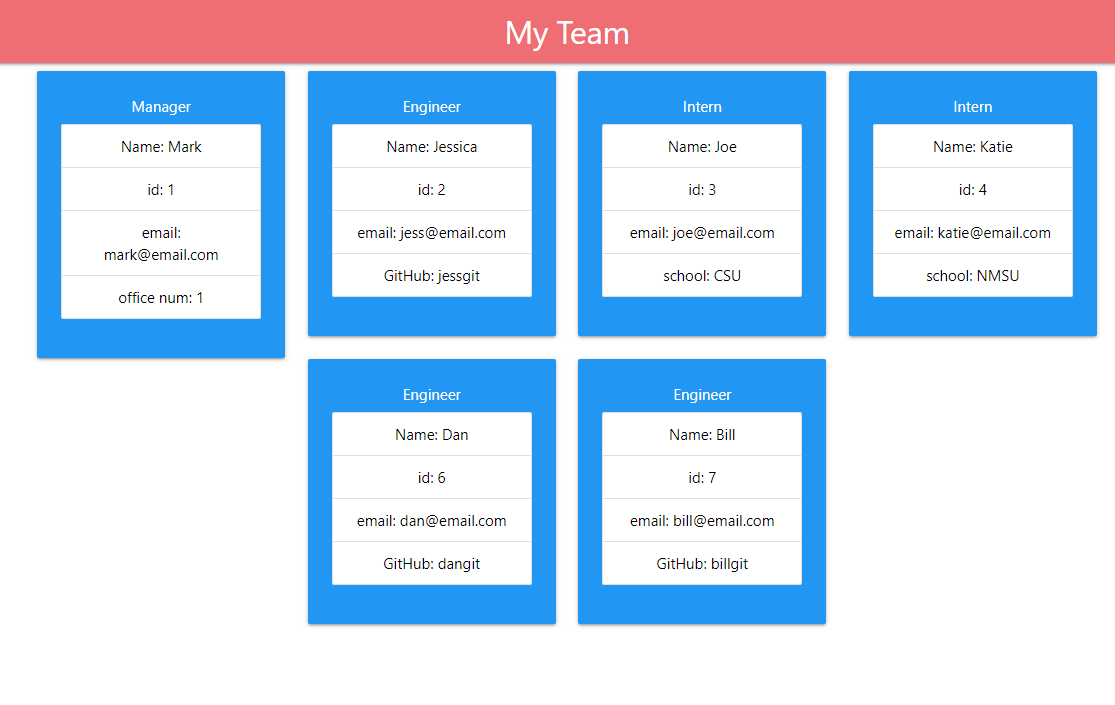 My Team
Manager
Name: Mark
id: 1
email:
mark@email.com
office num: 1
Engineer
Name: Jessica
id: 2
email: jess@email.com
GitHub: jessgit
Intern
Name: Joe
id: 3
email: joe@email.com
school: CSU
Intern
Name: Katie
id: 4
email: katie@email.com
school: NMSU
Engineer
Name: Dan
id: 6
email: dan@email.com
GitHub: dangit
Engineer
Name: Bill
id: 7
email: bill@email.com
GitHub: billgit